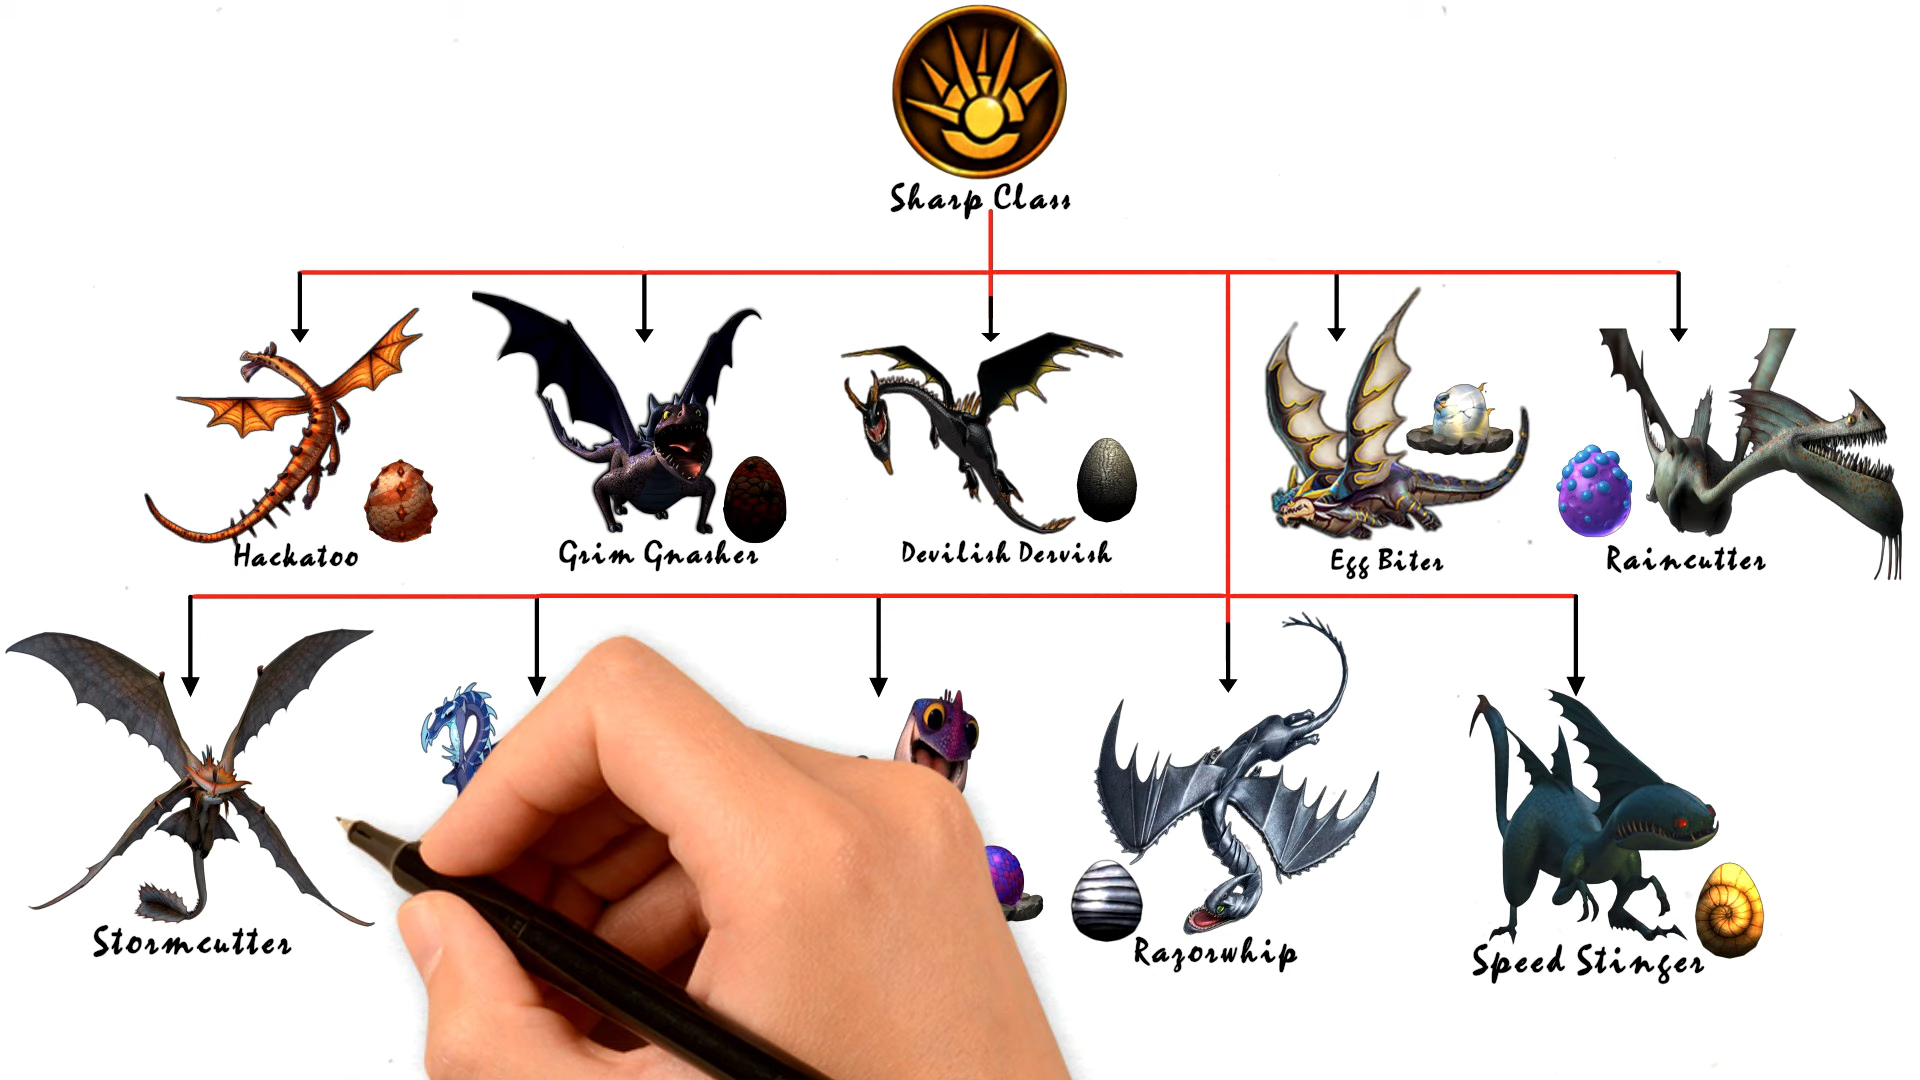 Sharp Class
Hackatoo
Grim Gnasher
Devilish Dervish
Egg Biter
Raincutter
Stormcutter
Razorwhip
Speed Stinger